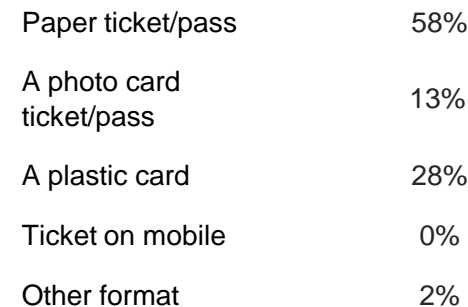 Paper ticket/pass 58%
A photo card
ticket/pass 13%
A plastic card 28%
Ticket on mobile 0%
Other format 2%